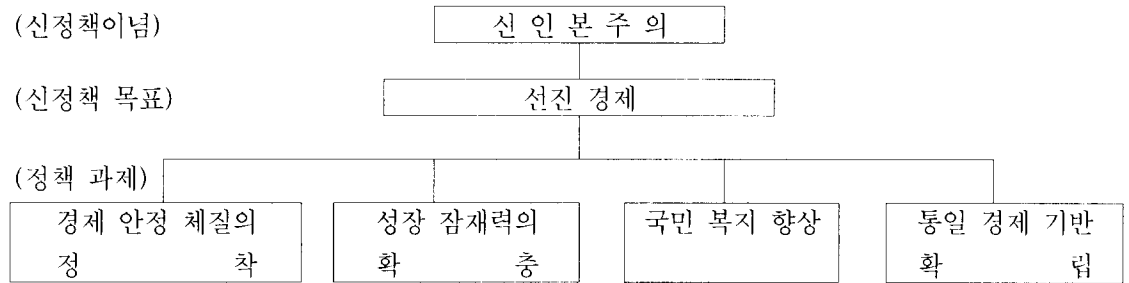 (신정책이념)
신 인 본 주 의
(신정책 목표)
선진 경제
(정책 과제)
경제 안정 체질의
정 착
성장 잠재력의
확 충
국민 복지 향상
통일 경제 기반
확 립